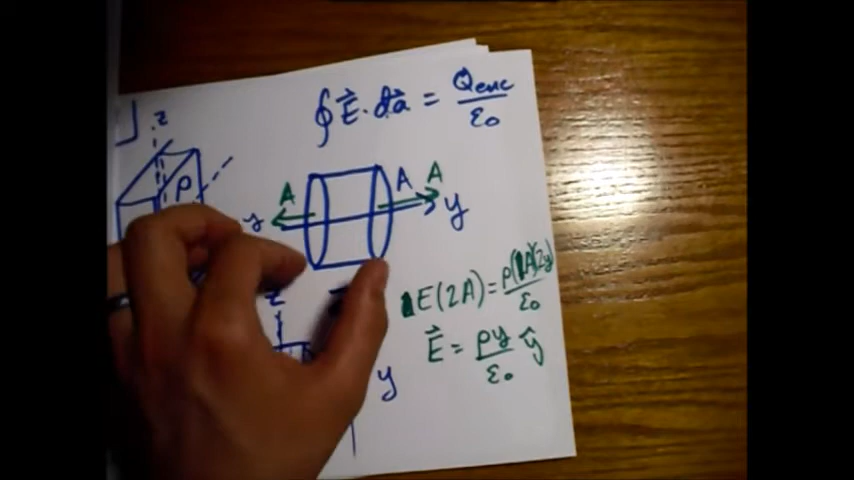 ∮ E⃗ · da⃗ = Qenc / ε₀
z
ρ
A A A
y y
E(2A) = ρ(A)(2y) / ε₀
z
E⃗ = ρy / ε₀ ŷ
y